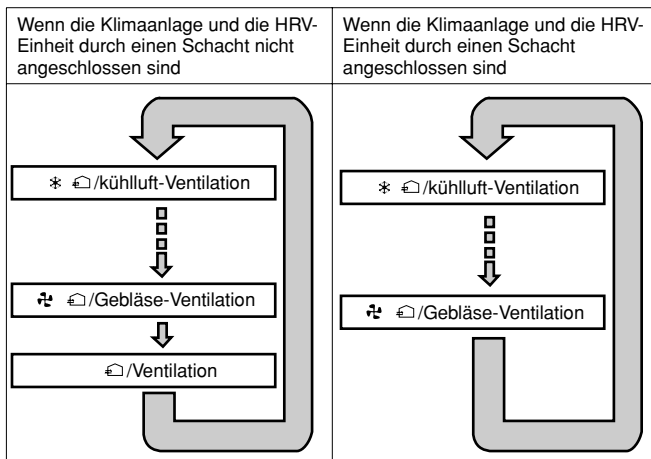 Wenn die Klimaanlage und die HRV-
Einheit durch einen Schacht nicht
angeschlossen sind
/kühlluft-Ventilation
/Gebläse-Ventilation
/Ventilation
Wenn die Klimaanlage und die HRV-
Einheit durch einen Schacht
angeschlossen sind
/kühlluft-Ventilation
/Gebläse-Ventilation